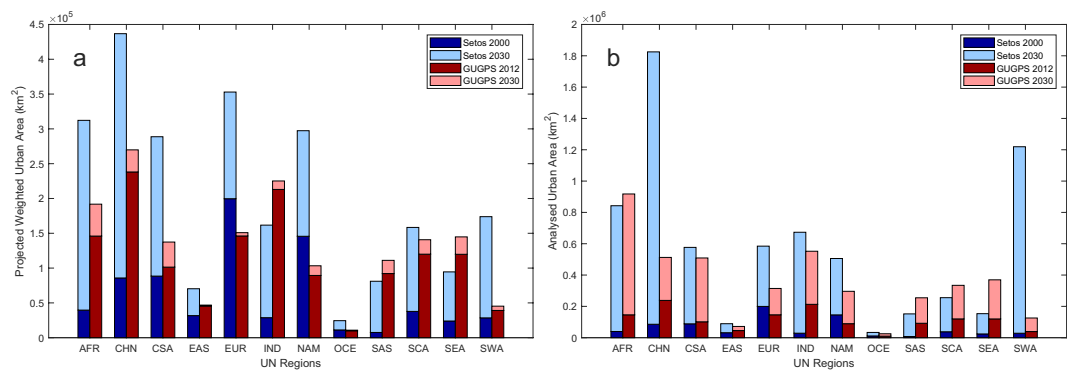 ×10^5
4.5
4
3.5
3
2.5
2
1.5
1
0.5
0
Projected Weighted Urban Area (km^2)
a
Setos 2000
Setos 2030
GUGPS 2012
GUGPS 2030
AFR CHN CSA EAS EUR IND NAM OCE SAS SCA SEA SWA
UN Regions
×10^6
2
1.8
1.6
1.4
1.2
1
0.8
0.6
0.4
0.2
0
Analysed Urban Area (km^2)
b
Setos 2000
Setos 2030
GUGPS 2012
GUGPS 2030
AFR CHN CSA EAS EUR IND NAM OCE SAS SCA SEA SWA
UN Regions